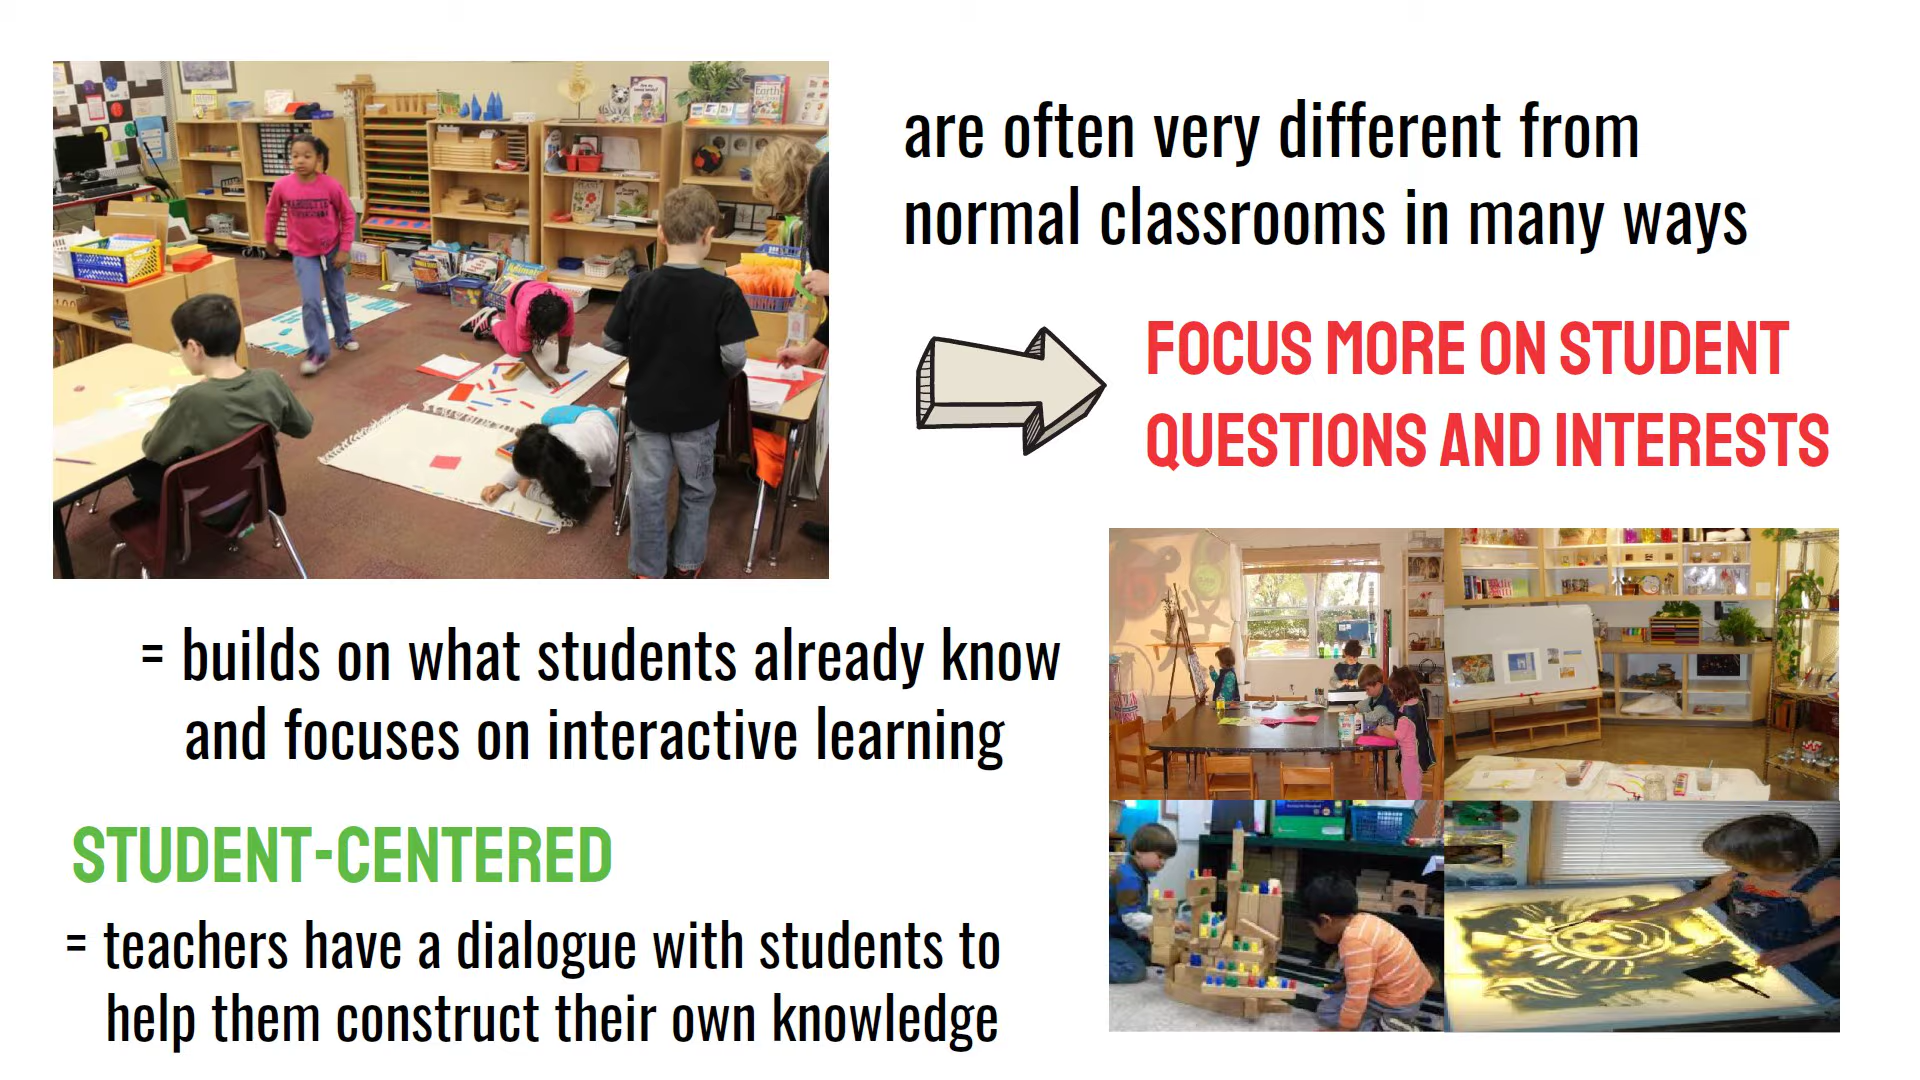 are often very different from
normal classrooms in many ways
FOCUS MORE ON STUDENT
QUESTIONS AND INTERESTS
= builds on what students already know
and focuses on interactive learning
STUDENT-CENTERED
= teachers have a dialogue with students to
help them construct their own knowledge
Earth